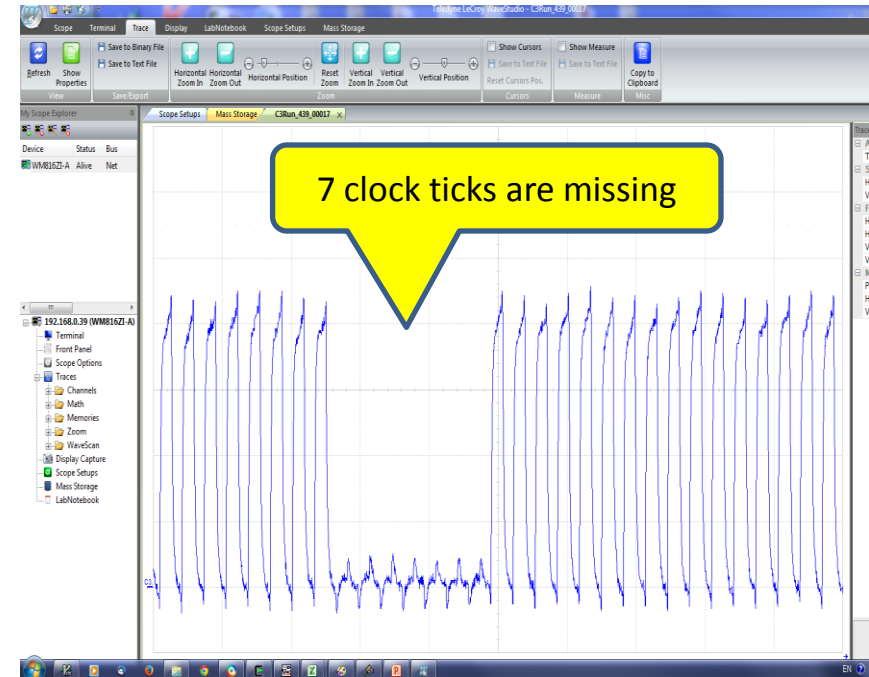 Teledyne LeCroy WaveStudio - C3Run_439_00017
Scope Terminal Trace Display LabNotebook Scope Setups Mass Storage
Refresh
Show Properties
Save to Binary File
Save to Text File
Horizontal Zoom In
Horizontal Zoom Out
Horizontal Position
Reset Zoom
Vertical Zoom In
Vertical Zoom Out
Vertical Position
Show Cursors
Save to Text File
Reset Cursors Pos.
Show Measure
Save to Text File
Copy to Clipboard
View Save/Export Zoom Cursors Measure Misc
My Scope Explorer
Scope Setups Mass Storage C3Run_439_00017 x
Device Status Bus
WM816ZI-A Alive Net
7 clock ticks are missing
192.168.0.39 (WM816ZI-A)
Terminal
Front Panel
Scope Options
Traces
Channels
Math
Memories
Zoom
WaveScan
Display Capture
Scope Setups
Mass Storage
LabNotebook
C3
EN